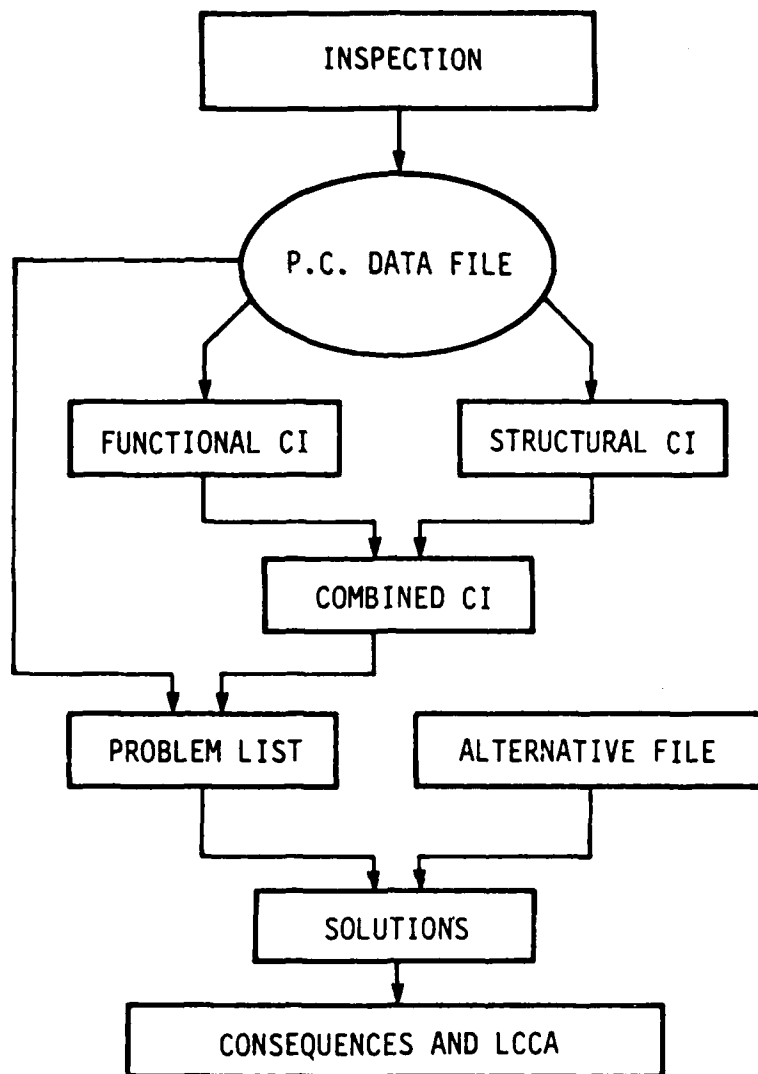 INSPECTION
P.C. DATA FILE
FUNCTIONAL CI
STRUCTURAL CI
COMBINED CI
PROBLEM LIST
ALTERNATIVE FILE
SOLUTIONS
CONSEQUENCES AND LCCA